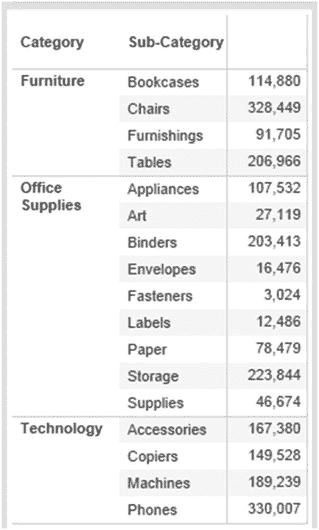 Category Sub-Category
Furniture Bookcases 114,880
Chairs 328,449
Furnishings 91,705
Tables 206,966
Office Supplies Appliances 107,532
Art 27,119
Binders 203,413
Envelopes 16,476
Fasteners 3,024
Labels 12,486
Paper 78,479
Storage 223,844
Supplies 46,674
Technology Accessories 167,380
Copiers 149,528
Machines 189,239
Phones 330,007